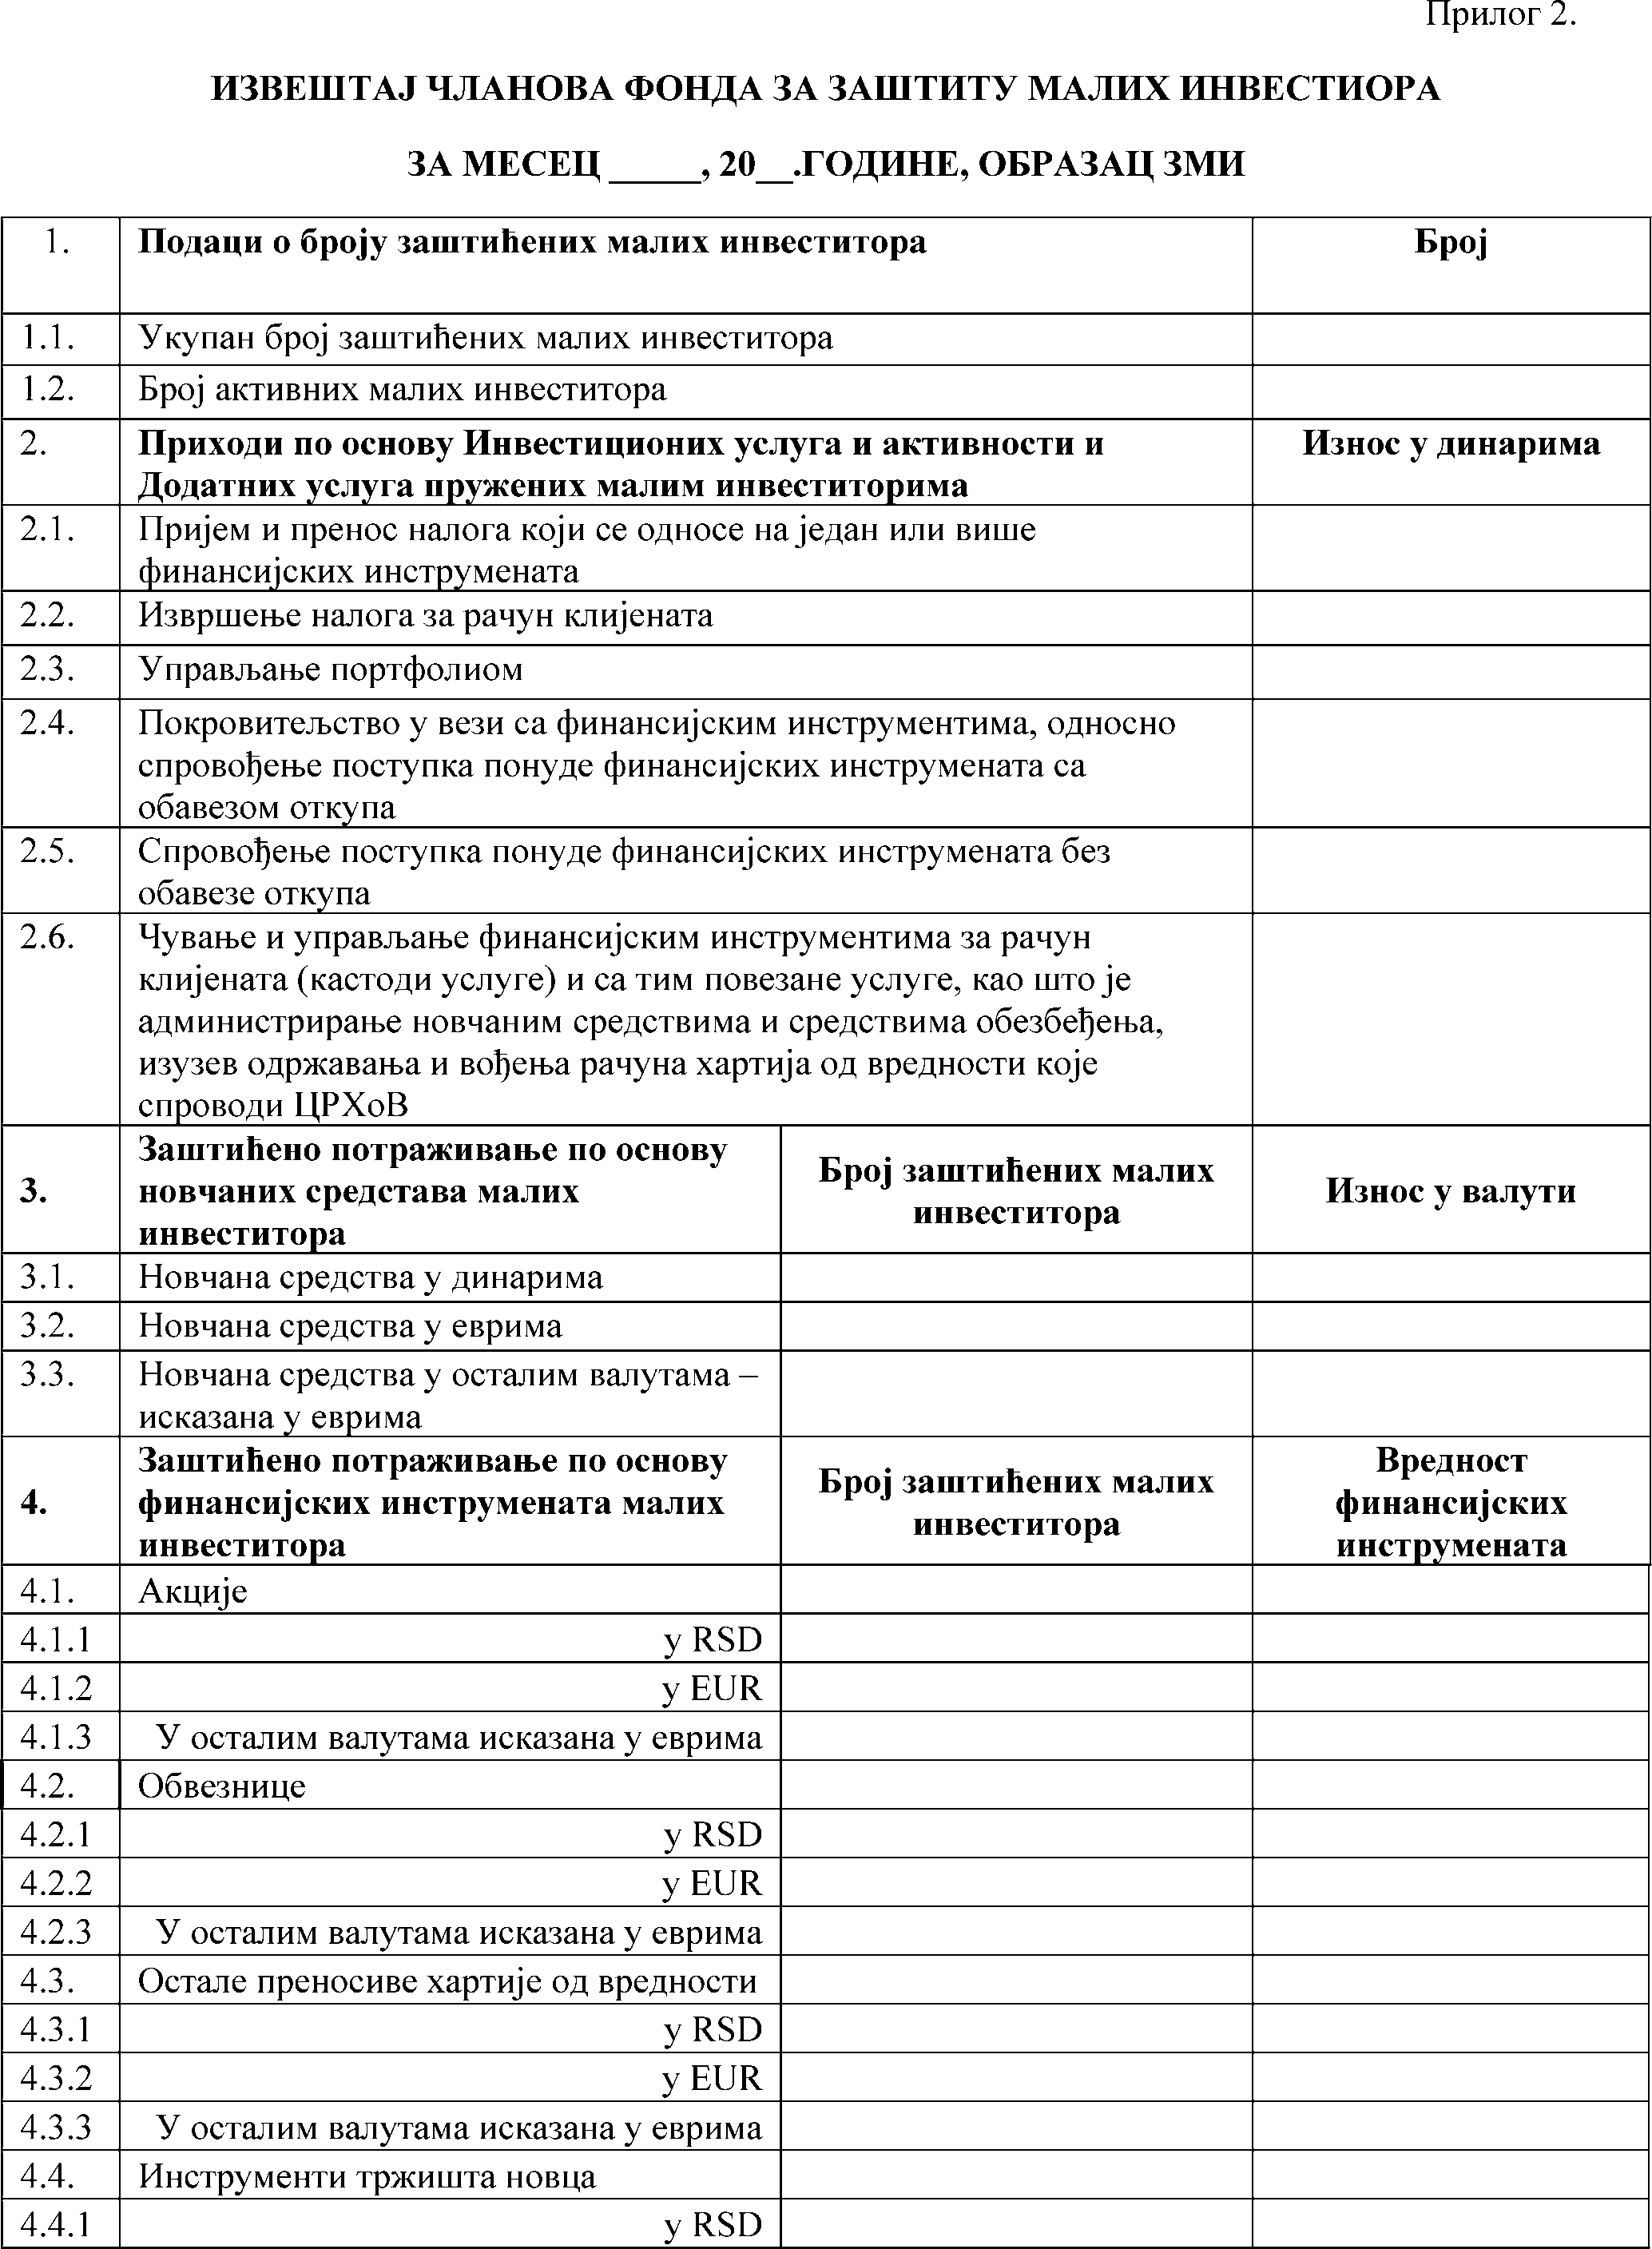 Прилог 2.
ИЗВЕШТАЈ ЧЛАНОВА ФОНДА ЗА ЗАШТИТУ МАЛИХ ИНВЕСТИОРА
ЗА МЕСЕЦ _____, 20__.ГОДИНЕ, ОБРАЗАЦ ЗМИ
1. Подаци о броју заштићених малих инвеститора Број
1.1. Укупан број заштићених малих инвеститора
1.2. Број активних малих инвеститора
2. Приходи по основу Инвестиционих услуга и активности и Износ у динарима
Додатних услуга пружених малим инвеститорима
2.1. Пријем и пренос налога који се односе на један или више
финансијских инструмената
2.2. Извршење налога за рачун клијената
2.3. Управљање портфолиом
2.4. Покровитељство у вези са финансијским инструментима, односно
спровођење поступка понуде финансијских инструмената са
обавезом откупа
2.5. Спровођење поступка понуде финансијских инструмената без
обавезе откупа
2.6. Чување и управљање финансијским инструментима за рачун
клијената (кастоди услуге) и са тим повезане услуге, као што је
администрирање новчаним средствима и средствима обезбеђења,
изузев одржавања и вођења рачуна хартија од вредности које
спроводи ЦРХоВ
3.
Заштићено потраживање по основу
новчаних средстава малих
инвеститора
Број заштићених малих
инвеститора
Износ у валути
3.1. Новчана средства у динарима
3.2. Новчана средства у еврима
3.3. Новчана средства у осталим валутама –
исказана у еврима
4.
Заштићено потраживање по основу
финансијских инструмената малих
инвеститора
Број заштићених малих
инвеститора
Вредност
финансијских
инструмената
4.1. Акције
4.1.1 у RSD
4.1.2 у EUR
4.1.3 У осталим валутама исказана у еврима
4.2. Обвезнице
4.2.1 у RSD
4.2.2 у EUR
4.2.3 У осталим валутама исказана у еврима
4.3. Остале преносиве хартије од вредности
4.3.1 у RSD
4.3.2 у EUR
4.3.3 У осталим валутама исказана у еврима
4.4. Инструменти тржишта новца
4.4.1 у RSD